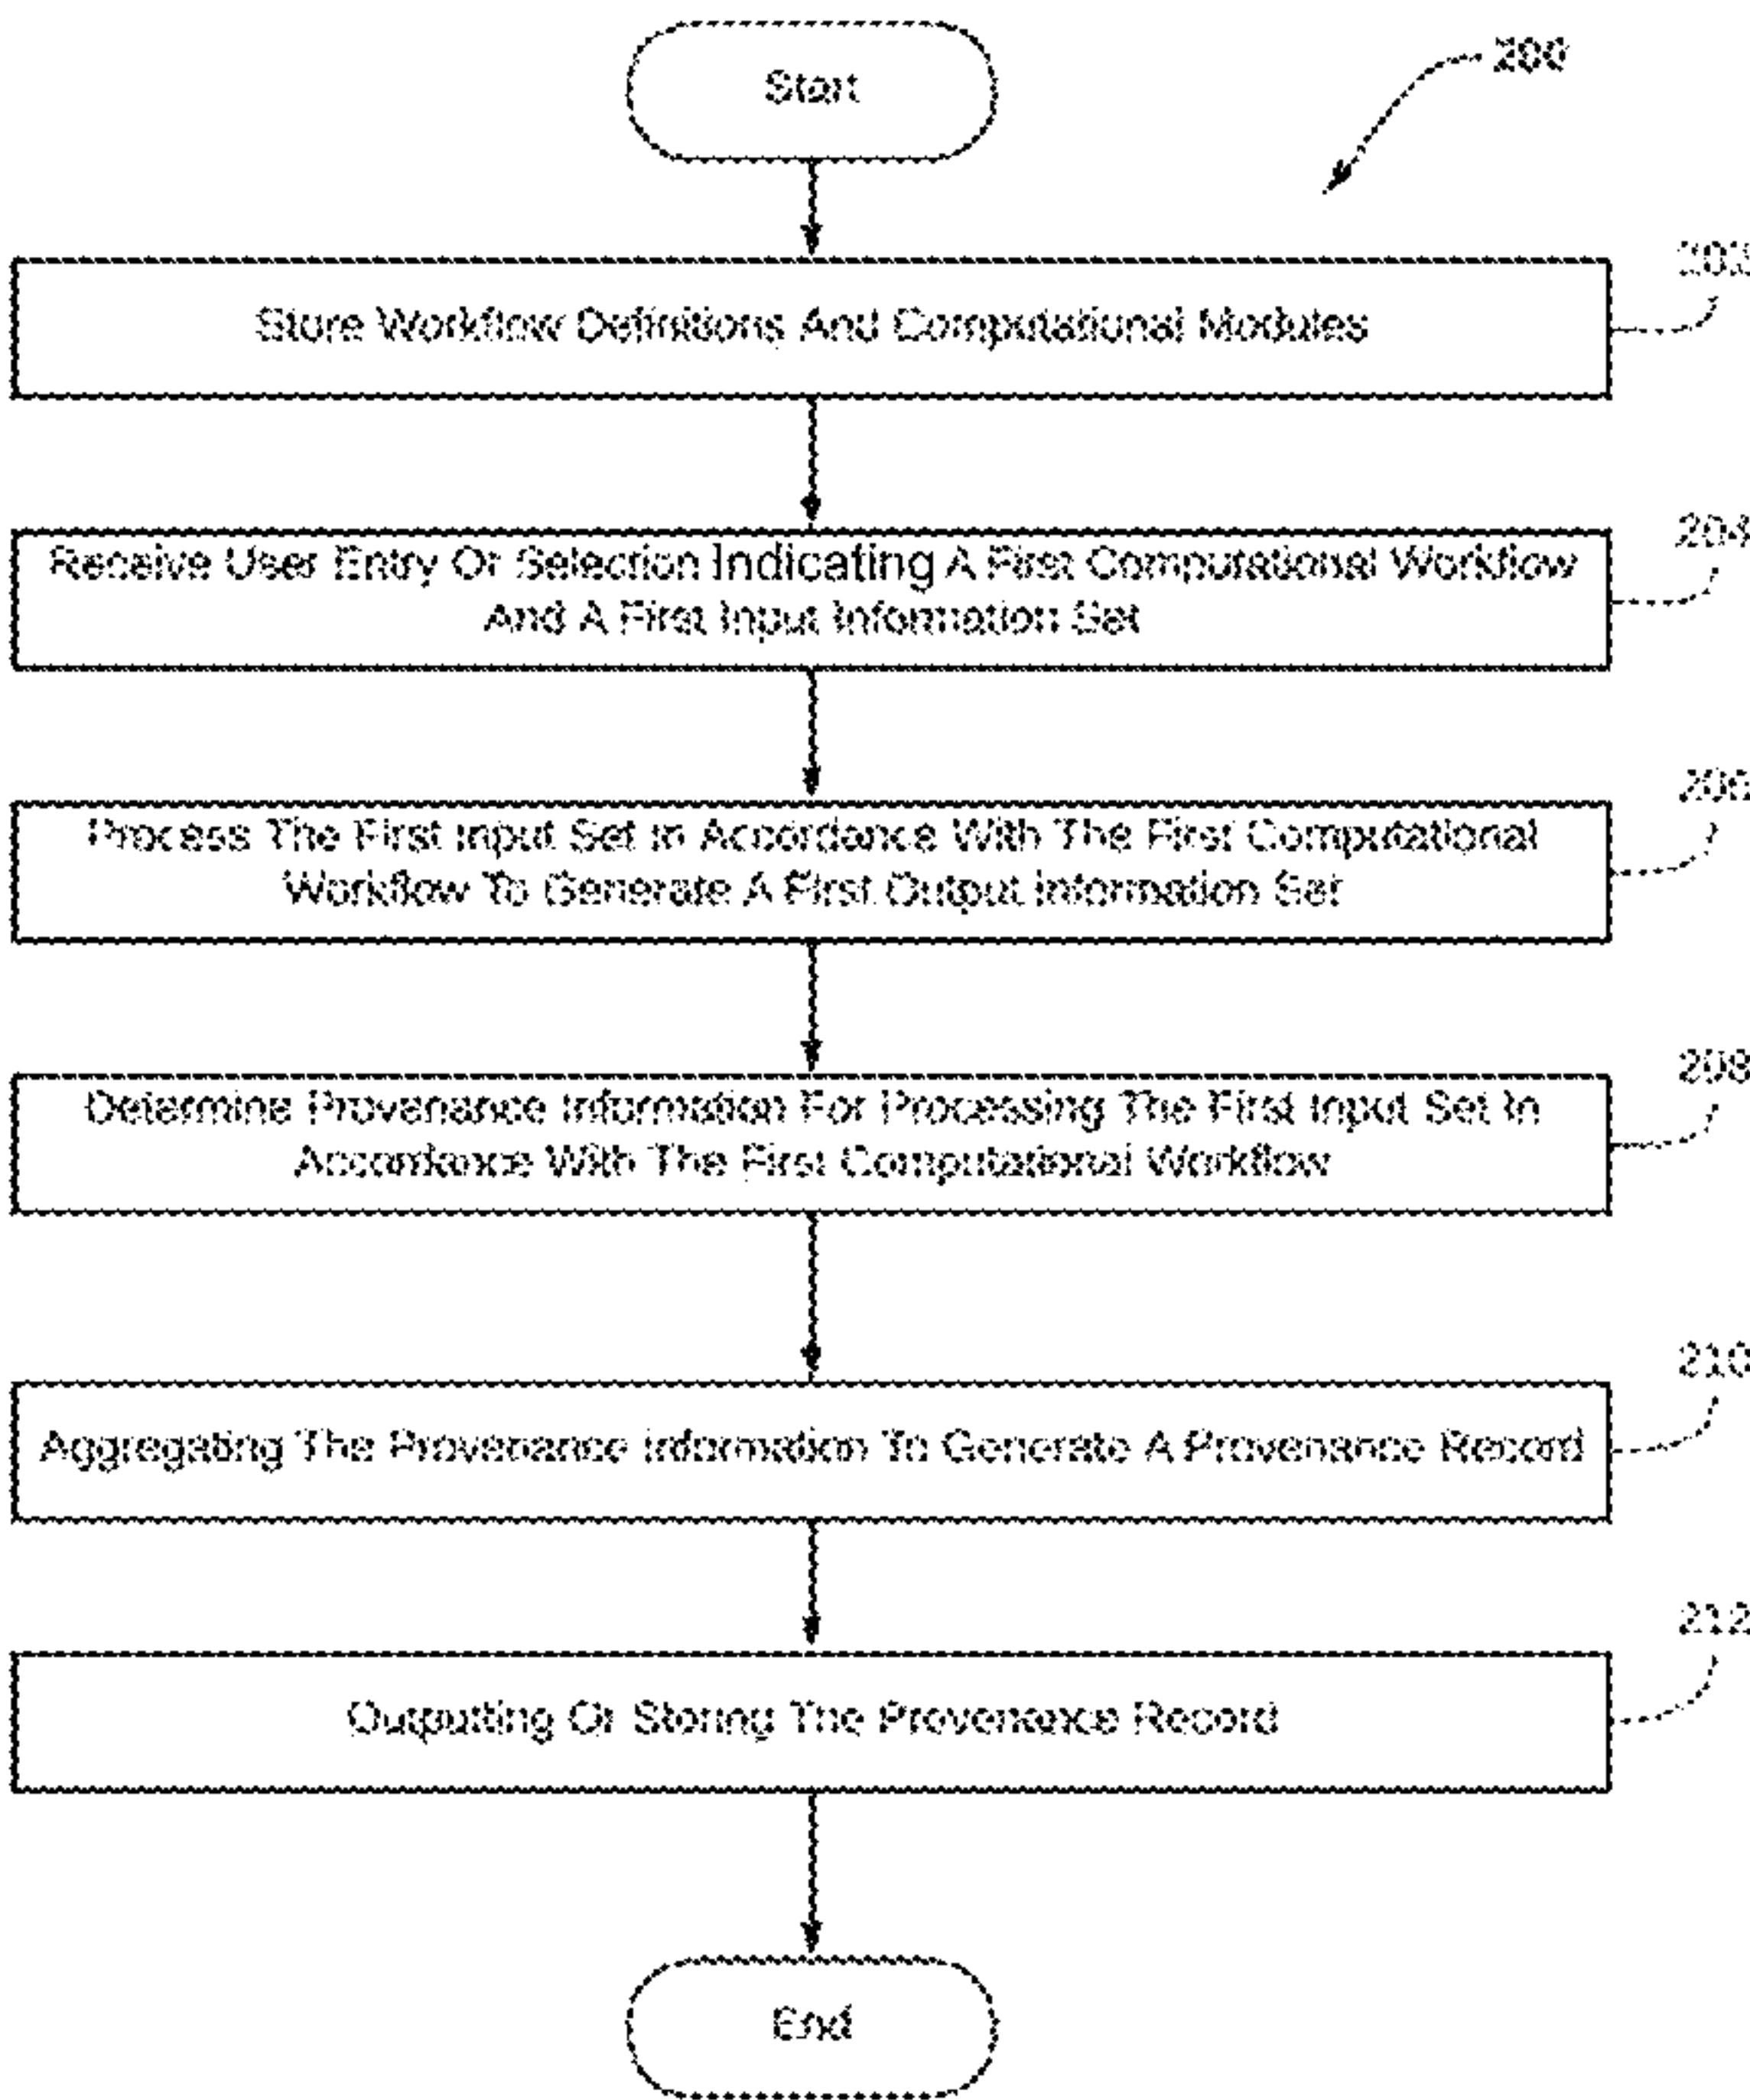 Start
200
202
Store Workflow Definitions And Computational Modules
204
Receive User Entry Or Selection Indicating A First Computational Workflow
And A First Input Information Set
206
Process The First Input Set In Accordance With The First Computational
Workflow To Generate A First Output Information Set
208
Determine Provenance Information For Processing The First Input Set In
Accordance With The First Computational Workflow
210
Aggregating The Provenance Information To Generate A Provenance Record
212
Outputting Or Storing The Provenance Record
End